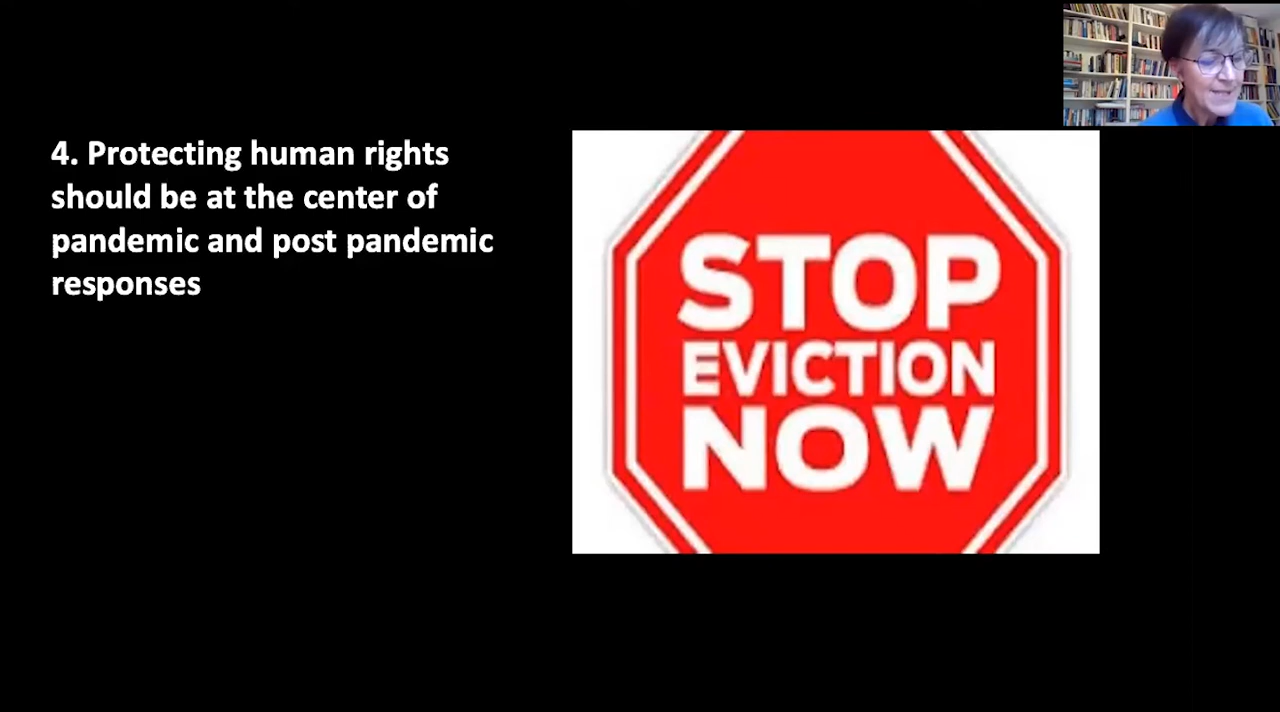 4. Protecting human rights
should be at the center of
pandemic and post pandemic
responses
STOP
EVICTION
NOW